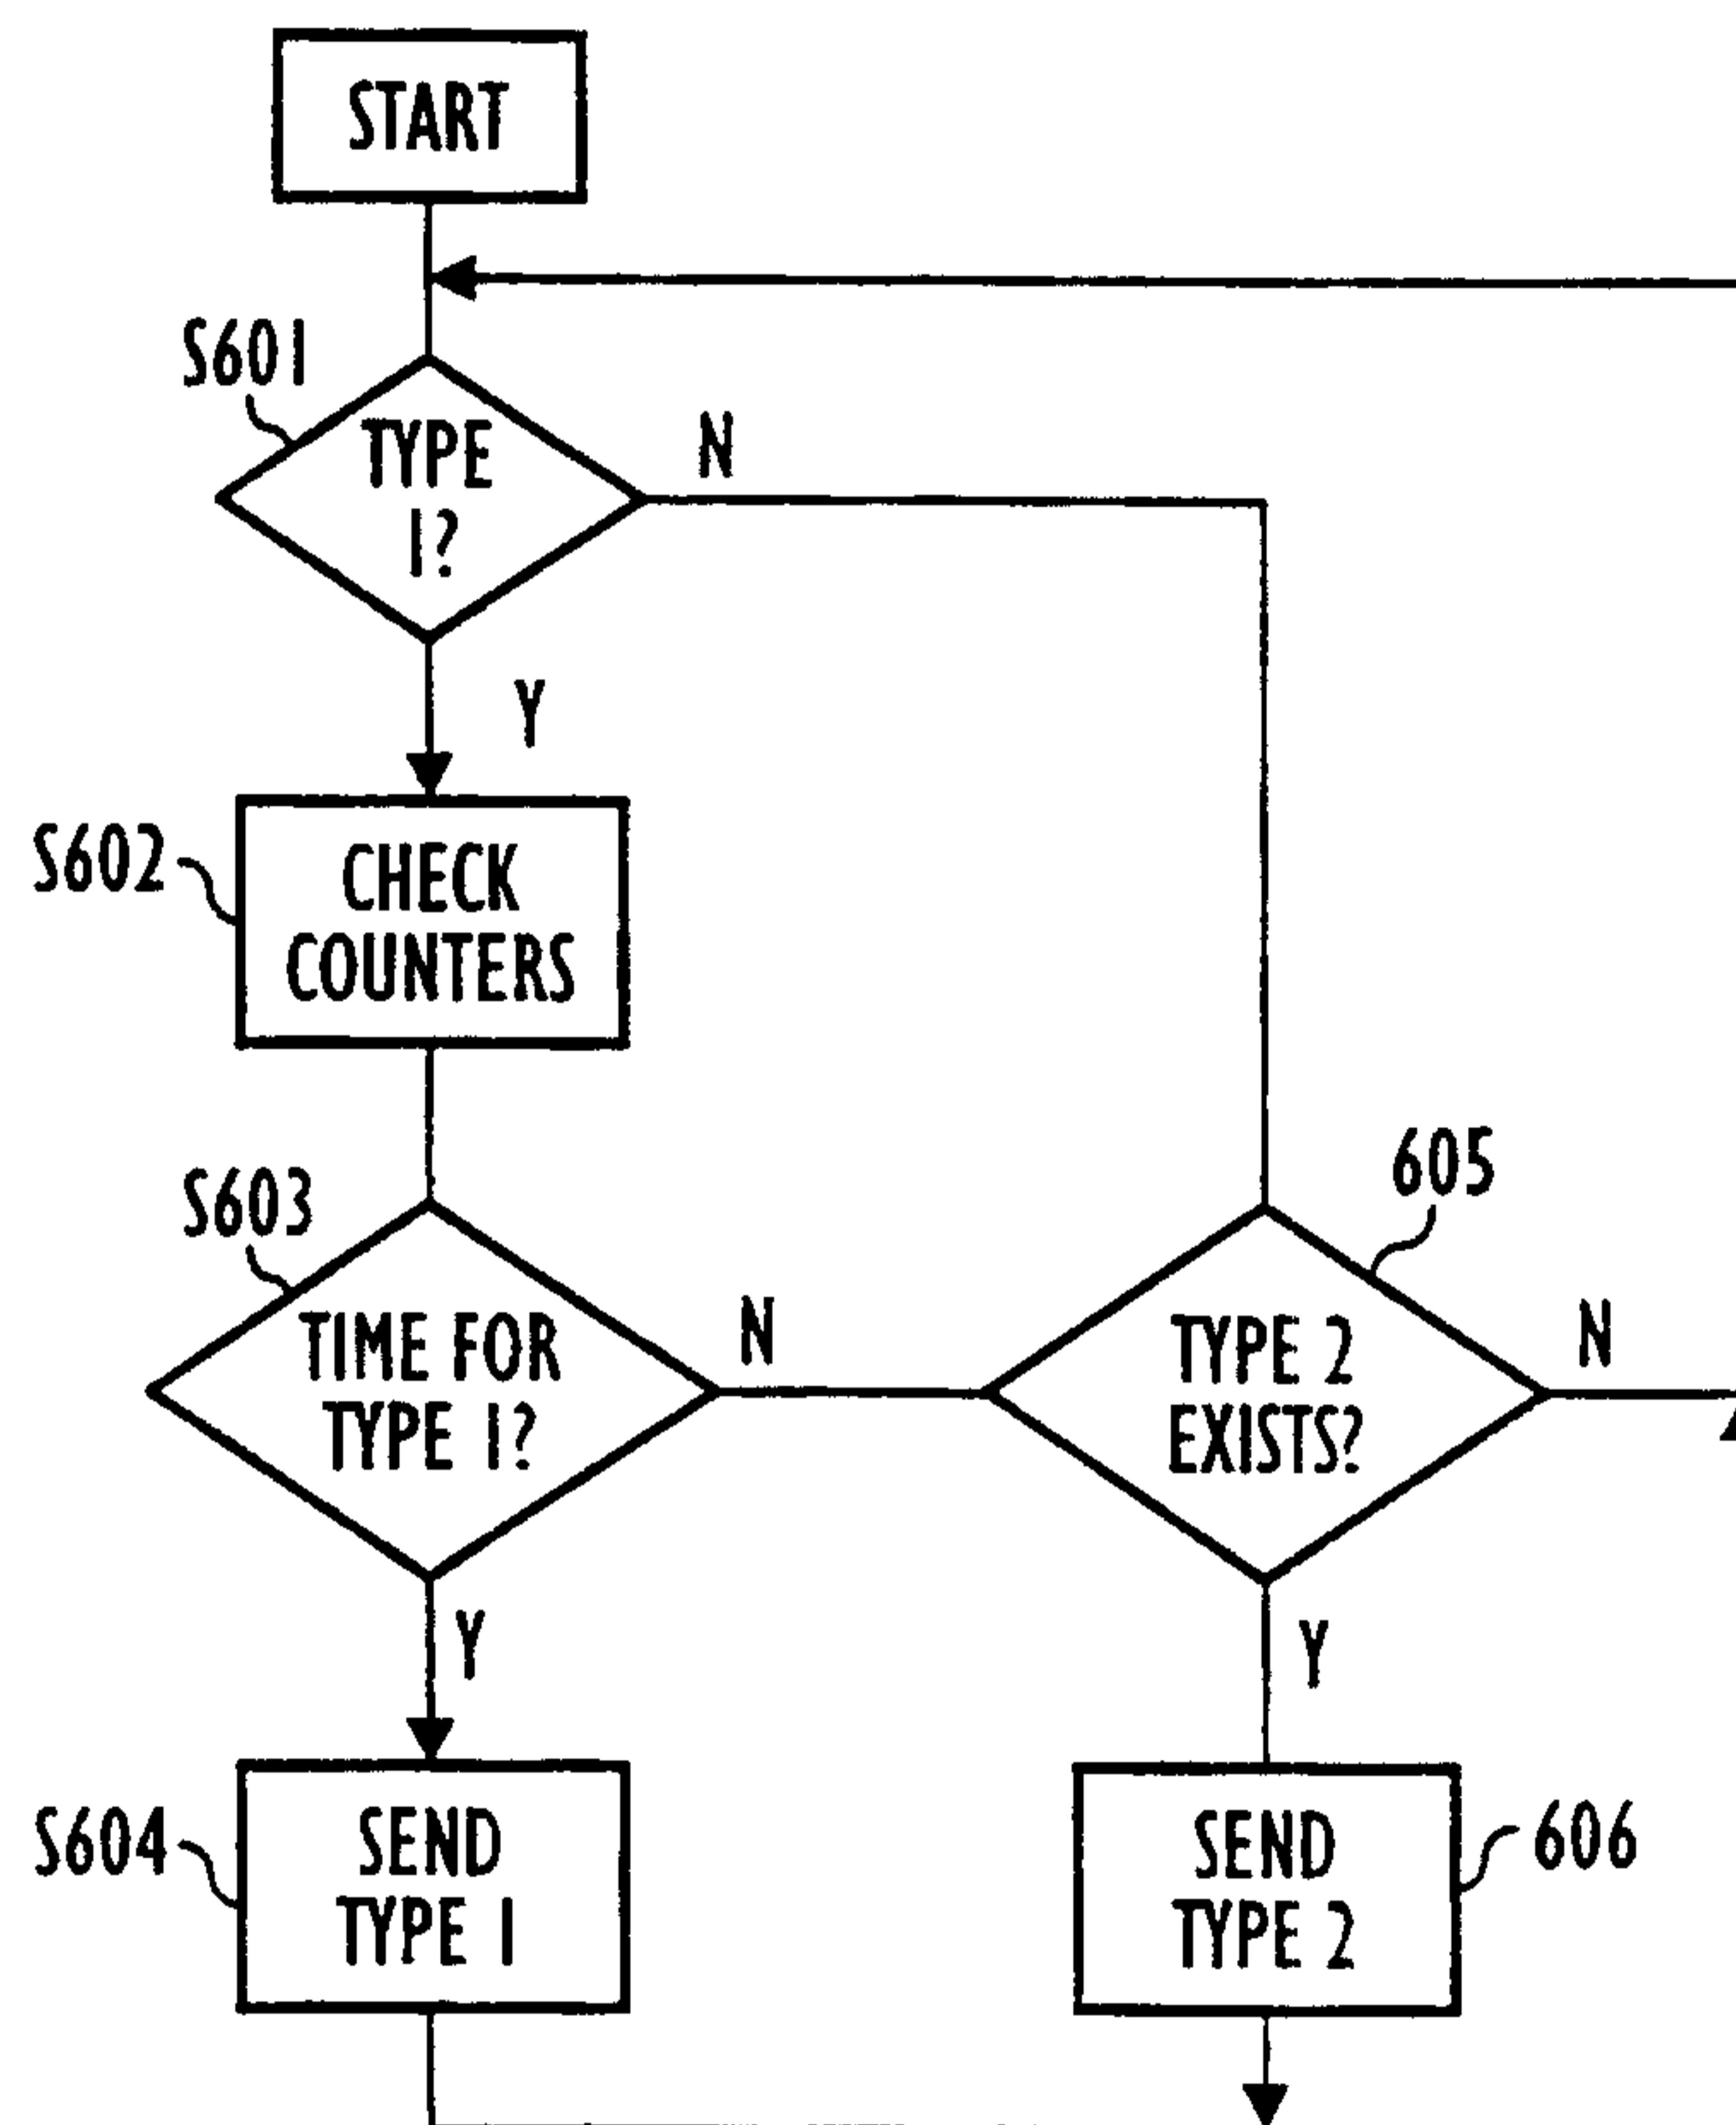 START
S601
TYPE
1?
N
Y
S602
CHECK
COUNTERS
S603
TIME FOR
TYPE 1?
N
605
TYPE 2
EXISTS?
N
Y
Y
S604
SEND
TYPE 1
SEND
TYPE 2
606